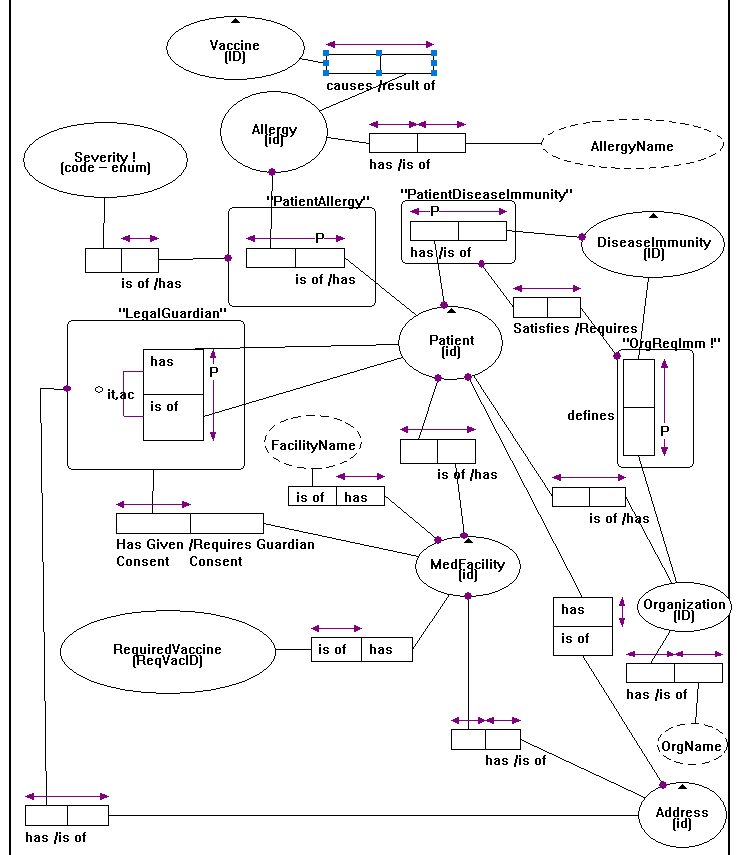 Vaccine
(ID)
causes /result of
Allergy
(id)
AllergyName
has /is of
Severity !
(code – enum)
"PatientAllergy"
P
is of /has
is of /has
"PatientDiseaseImmunity"
P
has /is of
DiseaseImmunity
(ID)
Satisfies /Requires
"LegalGuardian"
has
P
it,ac
is of
Patient
(id)
"OrgReqImm !"
defines
P
FacilityName
is of has
is of /has
is of /has
Has Given /Requires Guardian
Consent Consent
MedFacility
(id)
has
is of
Organization
(ID)
RequiredVaccine
(ReqVacID)
is of has
has /is of
OrgName
has /is of
Address
(id)
has /is of